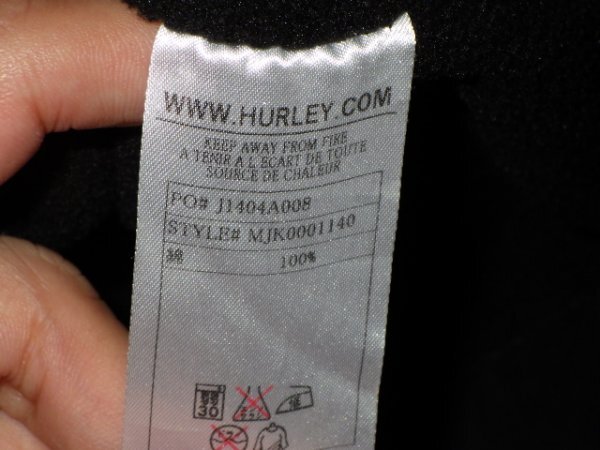 WWW.HURLEY.COM
KEEP AWAY FROM FIRE
A TENIR A L ECART DE TOUTE
SOURCE DE CHALEUR
PO# J1404A008
STYLE# MJK0001140
綿 100%
30